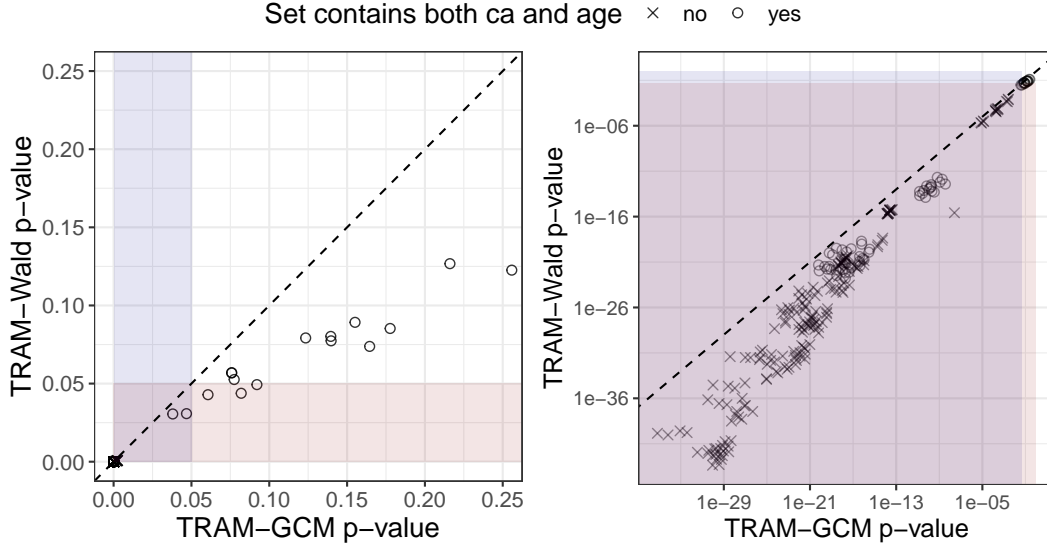 Set contains both ca and age × no ○ yes
TRAM−Wald p−value
0.25
0.20
0.15
0.10
0.05
0.00
0.00 0.05 0.10 0.15 0.20 0.25
TRAM−GCM p−value
TRAM−Wald p−value
1e−06
1e−16
1e−26
1e−36
1e−29 1e−21 1e−13 1e−05
TRAM−GCM p−value